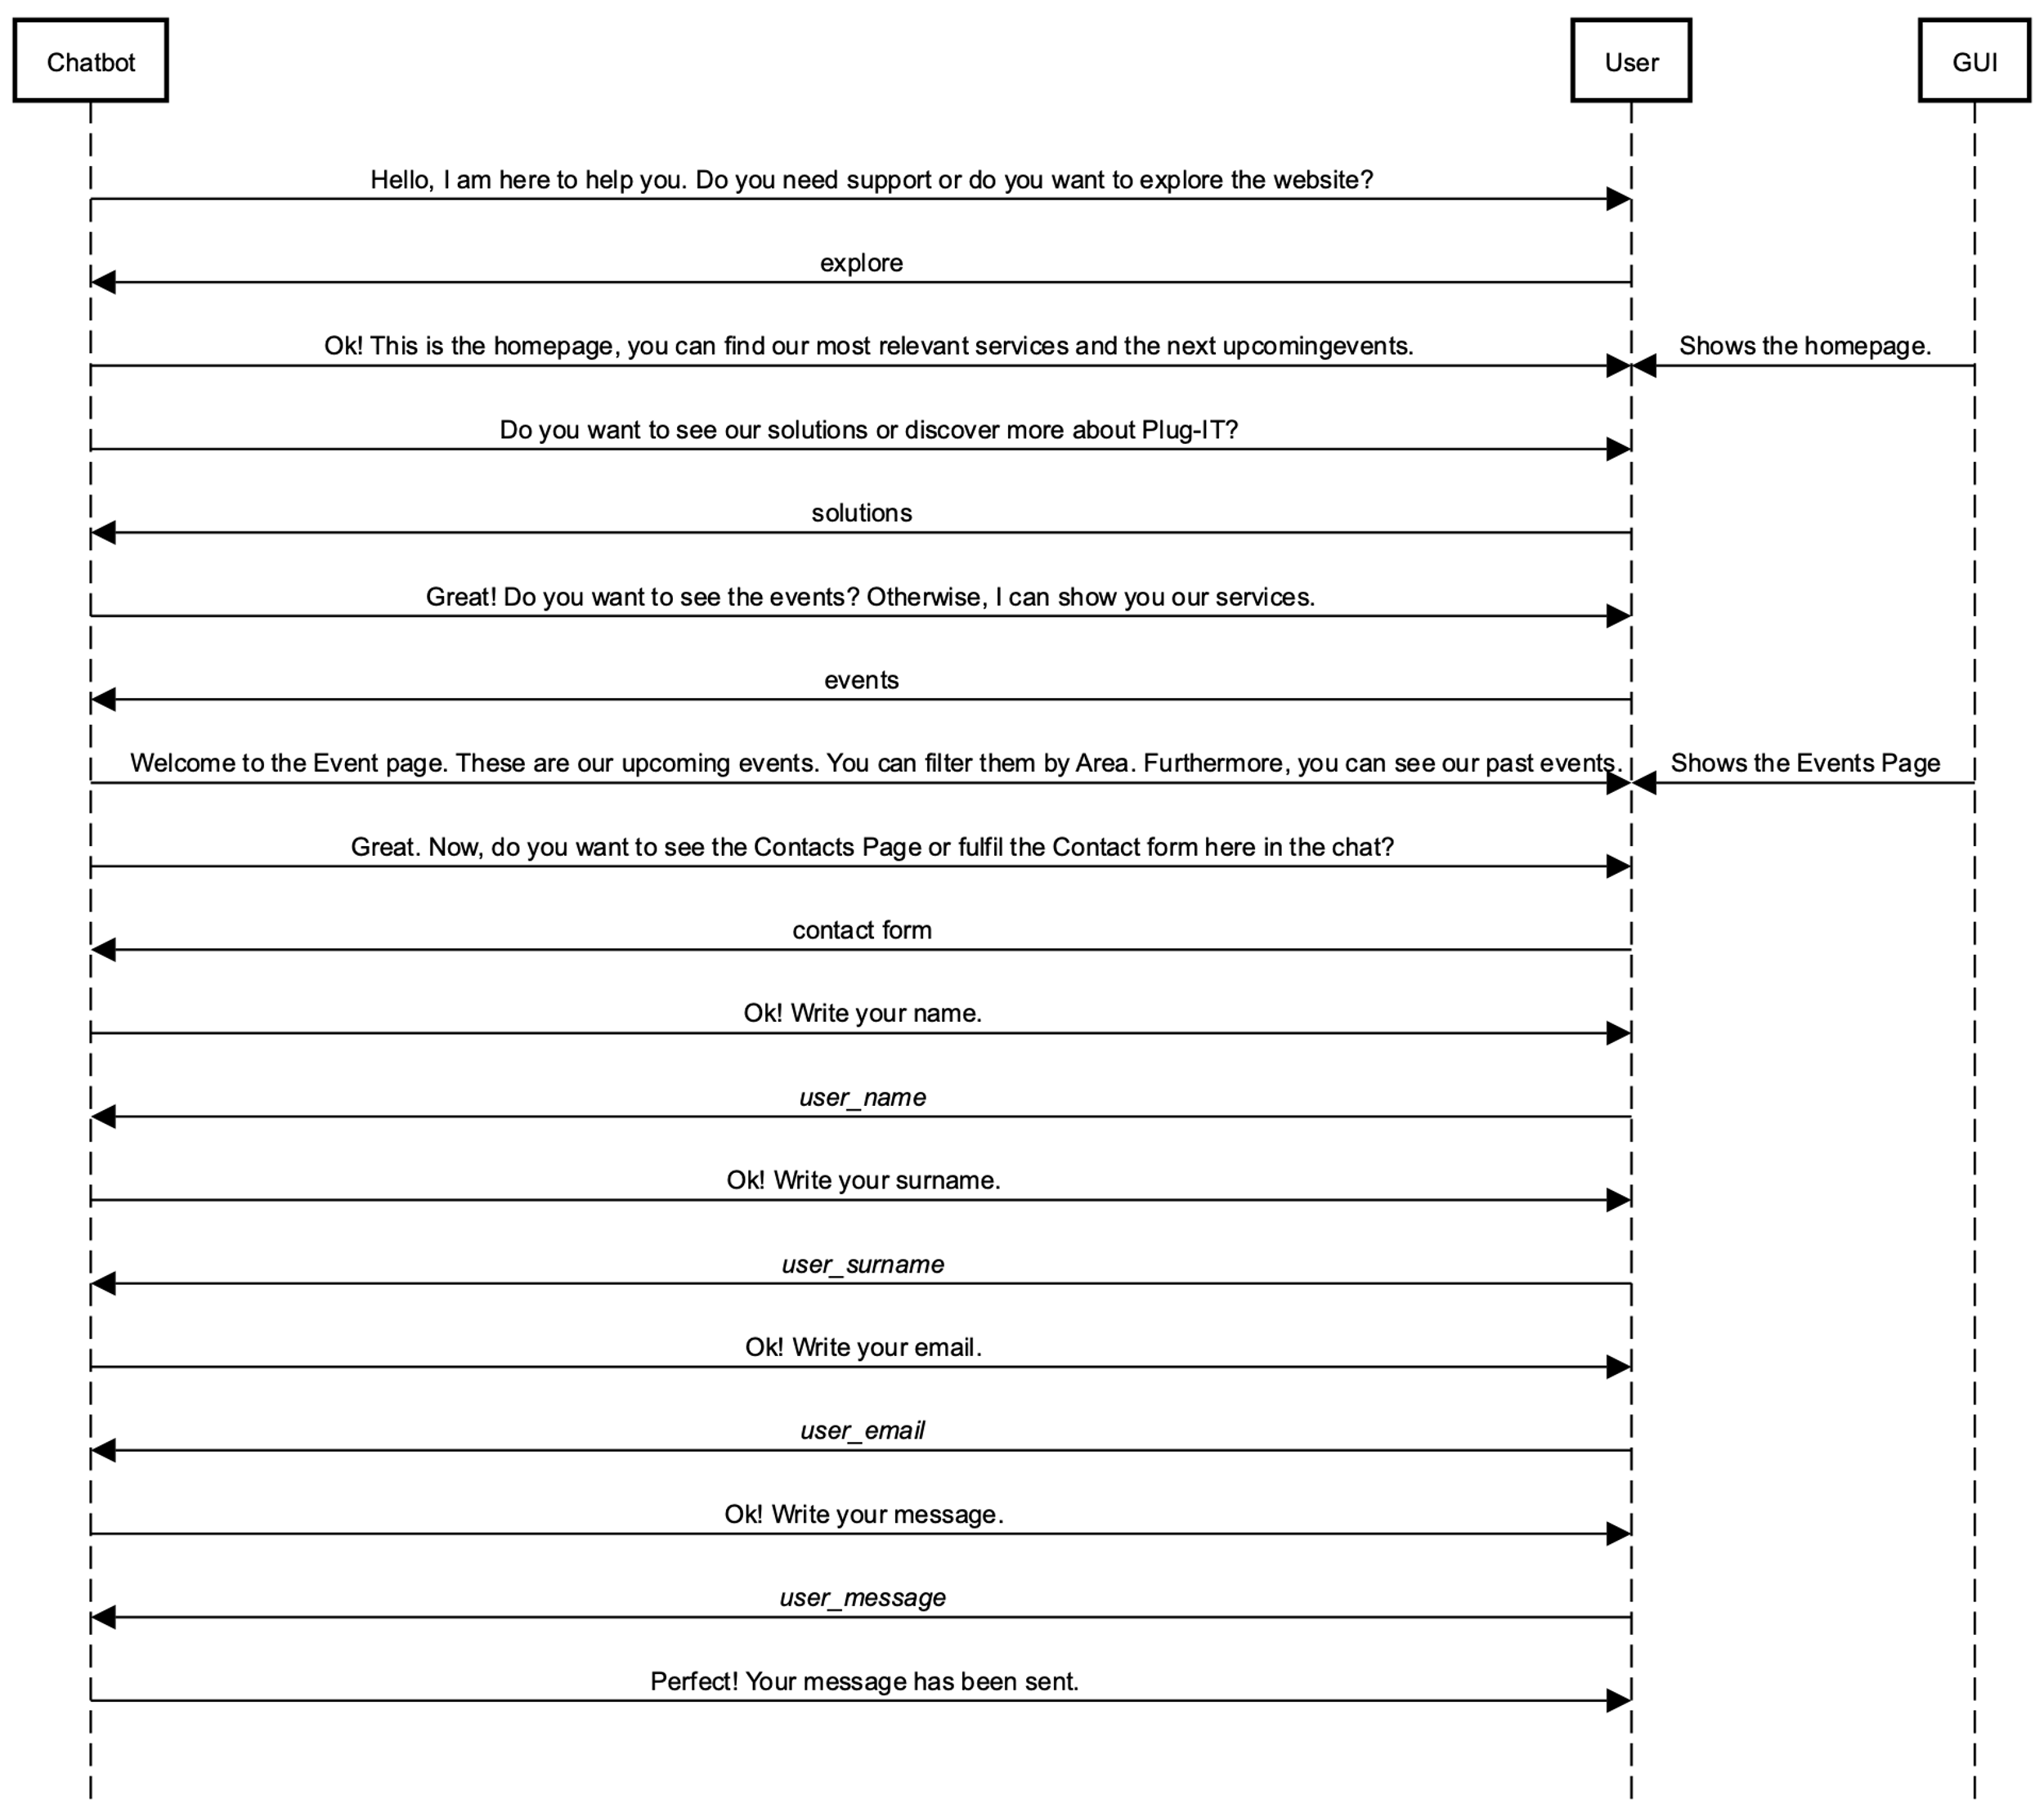 Chatbot
User
GUI
Hello, I am here to help you. Do you need support or do you want to explore the website?
explore
Ok! This is the homepage, you can find our most relevant services and the next upcomingevents.
Shows the homepage.
Do you want to see our solutions or discover more about Plug-IT?
solutions
Great! Do you want to see the events? Otherwise, I can show you our services.
events
Welcome to the Event page. These are our upcoming events. You can filter them by Area. Furthermore, you can see our past events.
Shows the Events Page
Great. Now, do you want to see the Contacts Page or fulfil the Contact form here in the chat?
contact form
Ok! Write your name.
user_name
Ok! Write your surname.
user_surname
Ok! Write your email.
user_email
Ok! Write your message.
user_message
Perfect! Your message has been sent.